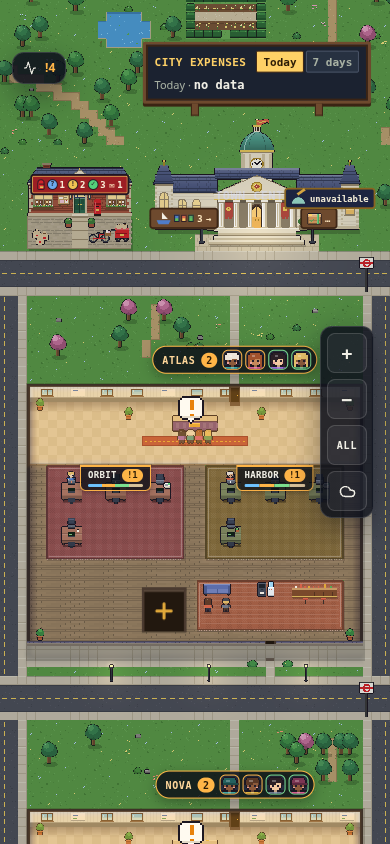 !4
CITY EXPENSES Today 7 days
Today · no data
? 1 ! 2 ✓ 3 ✉ 1
unavailable
3 →
...
ATLAS 2
+
−
ALL
!
ORBIT !1
HARBOR !1
+
NOVA 2
!